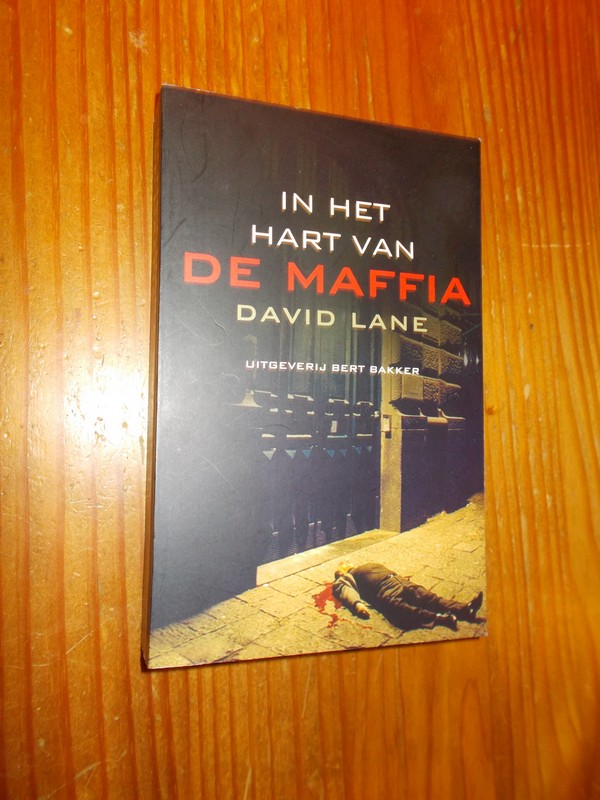 IN HET
HART VAN
DE MAFFIA
DAVID LANE
UITGEVERIJ BERT BAKKER